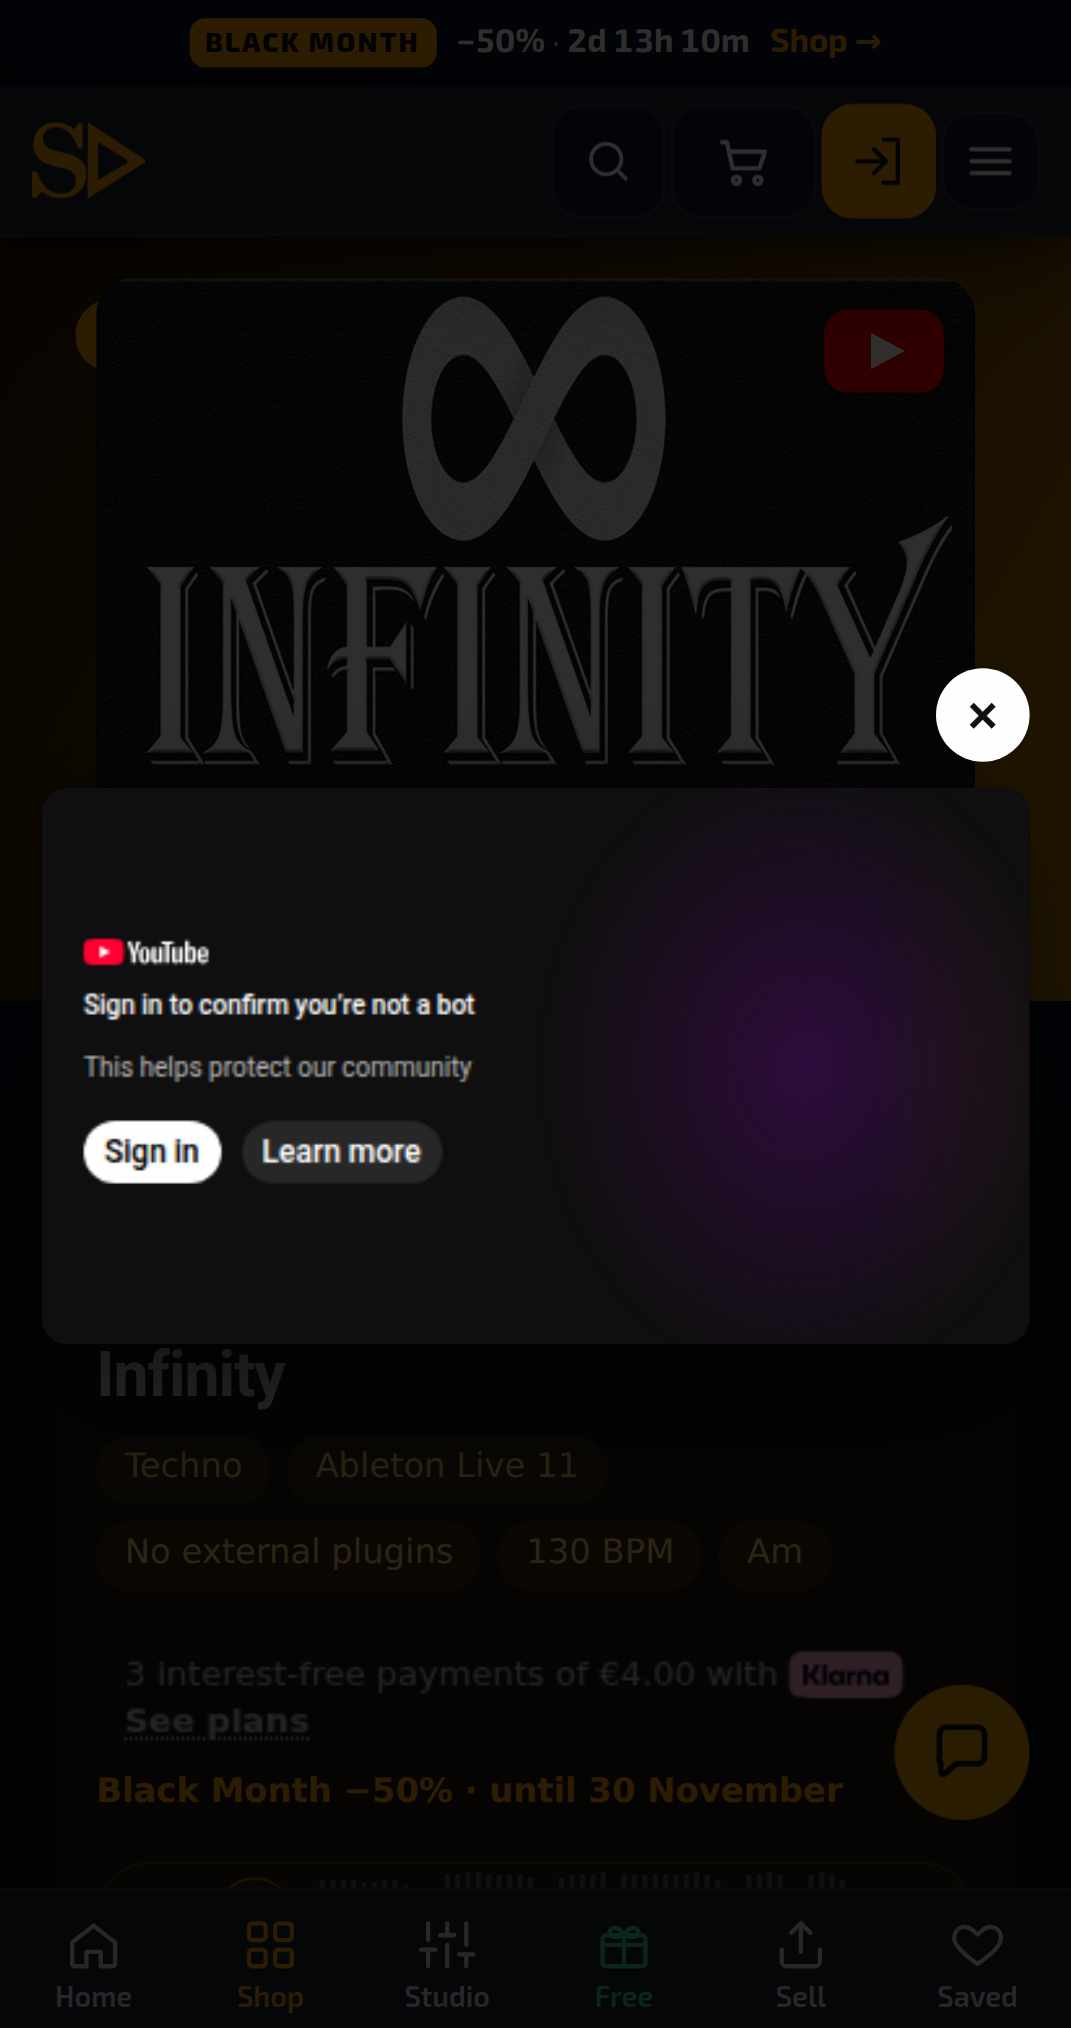 BLACK MONTH −50% · 2d 13h 10m Shop →
S
INFINITY
×
YouTube
Sign in to confirm you're not a bot
This helps protect our community
Sign in Learn more
Infinity
Techno Ableton Live 11
No external plugins 130 BPM Am
3 interest-free payments of €4.00 with Klarna
See plans
Black Month −50% · until 30 November
Home Shop Studio Free Sell Saved